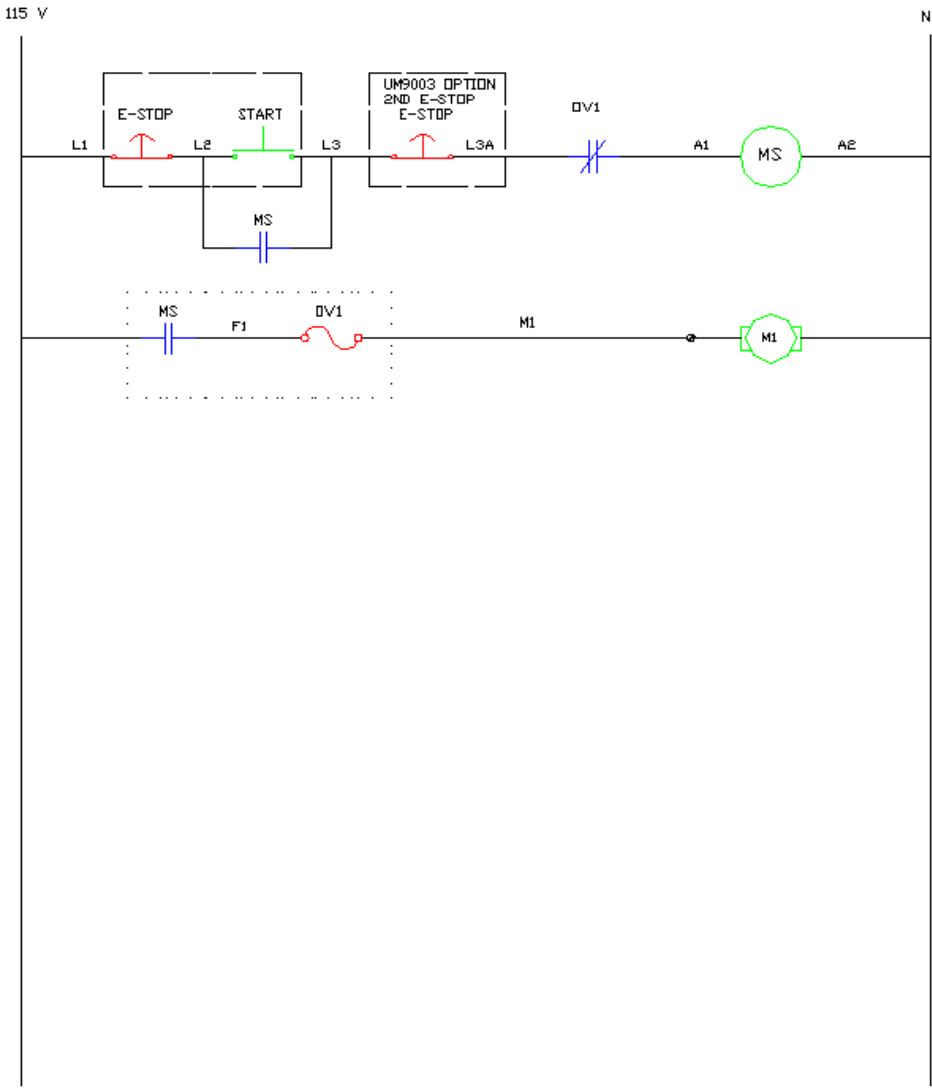 115 V
N
UM9003 OPTION
2ND E-STOP
E-STOP
START
E-STOP
OV1
L1
L2
L3
L3A
A1
MS
A2
MS
MS
F1
OV1
M1
M1